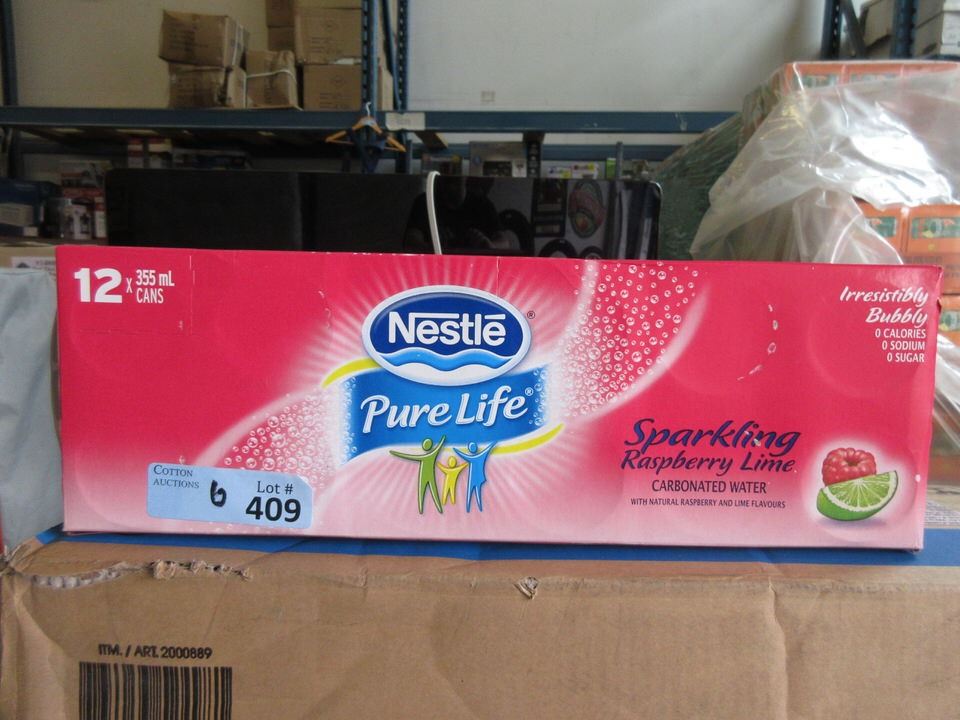 12 x 355 mL
CANS
Nestlé®
Pure Life®
Irresistibly
Bubbly
0 CALORIES
0 SODIUM
0 SUGAR
Sparkling
Raspberry Lime
CARBONATED WATER
WITH NATURAL RASPBERRY AND LIME FLAVOURS
COTTON
AUCTIONS
6
Lot #
409
ITM. / ART. 2000889